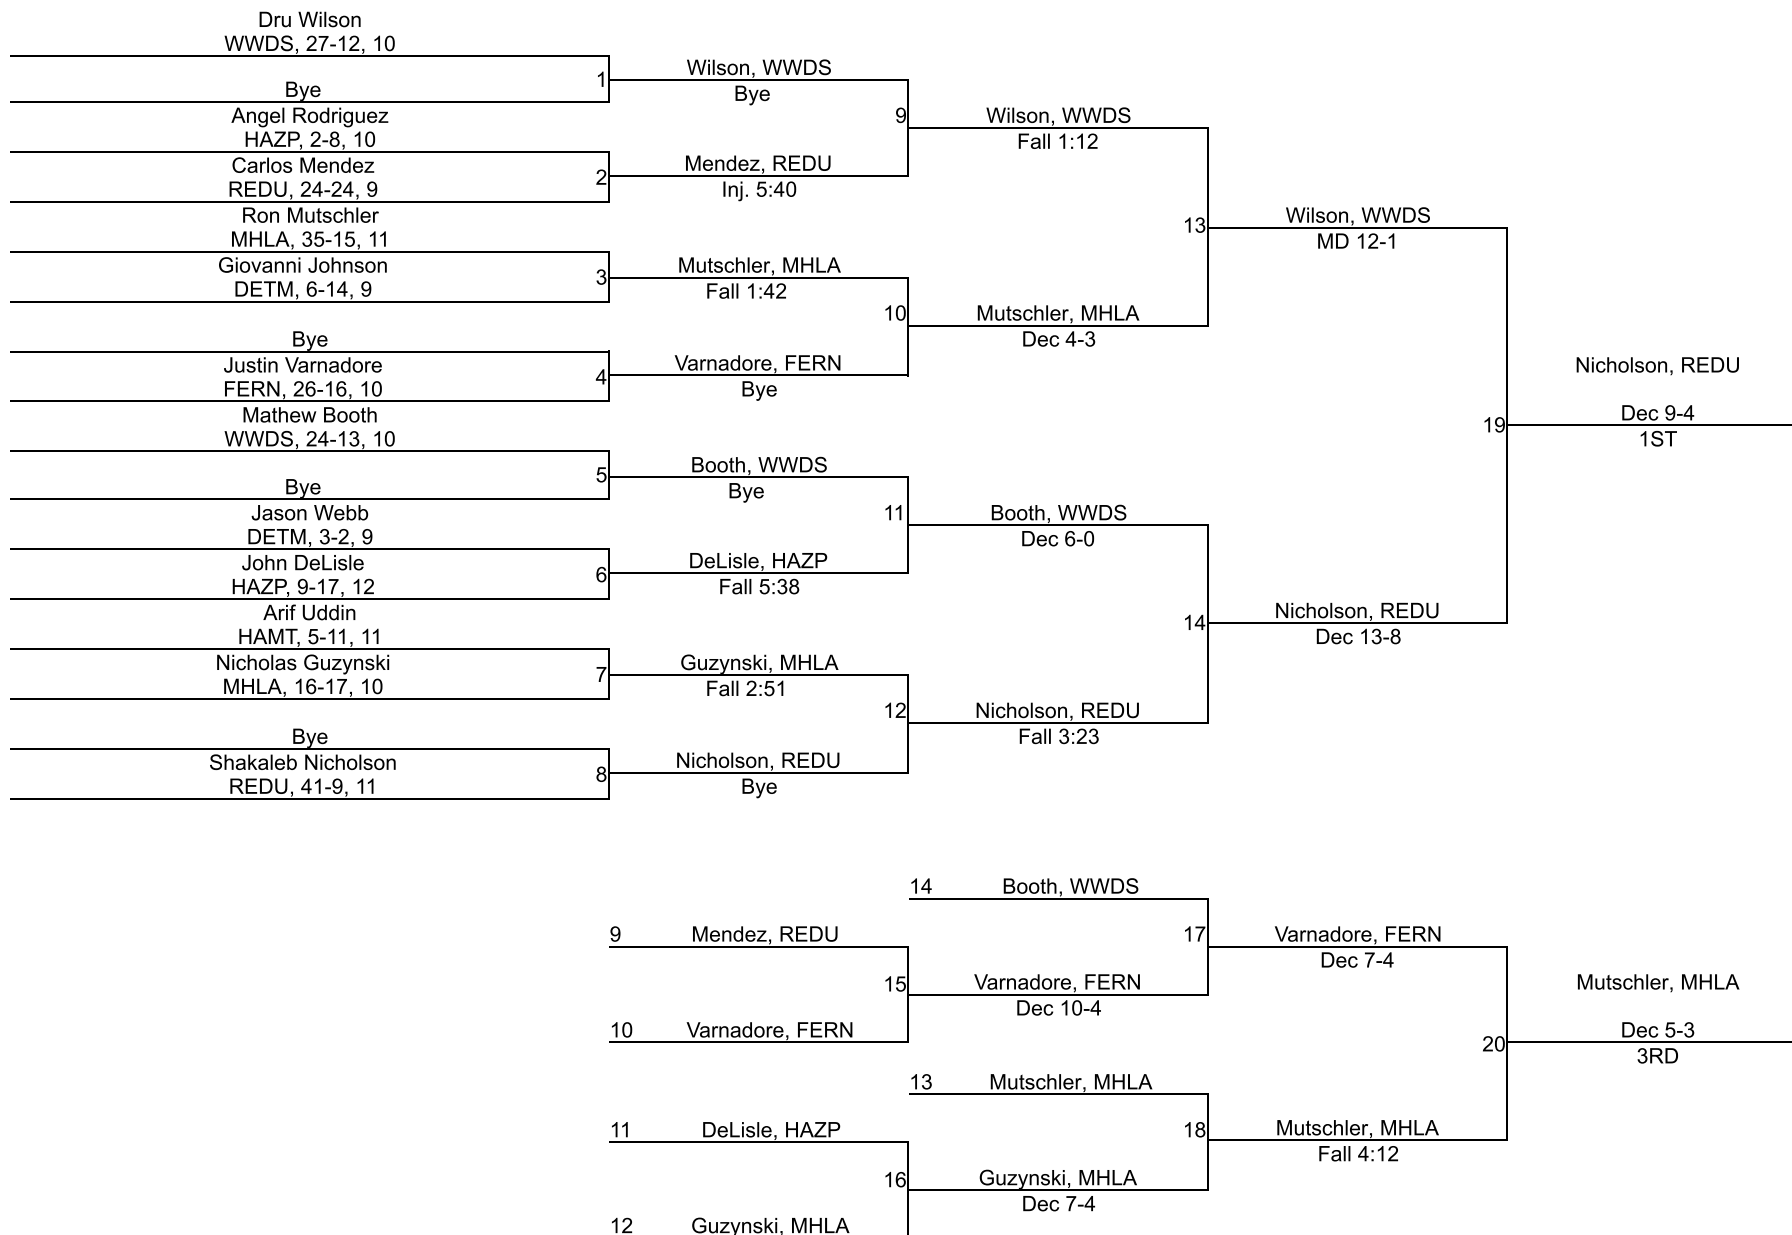 Dru Wilson
WWDS, 27-12, 10
Bye
1
Angel Rodriguez
HAZP, 2-8, 10
Carlos Mendez
REDU, 24-24, 9
2
Ron Mutschler
MHLA, 35-15, 11
Giovanni Johnson
DETM, 6-14, 9
3
Bye
Justin Varnadore
FERN, 26-16, 10
4
Mathew Booth
WWDS, 24-13, 10
Bye
5
Jason Webb
DETM, 3-2, 9
John DeLisle
HAZP, 9-17, 12
6
Arif Uddin
HAMT, 5-11, 11
Nicholas Guzynski
MHLA, 16-17, 10
7
Bye
Shakaleb Nicholson
REDU, 41-9, 11
8
Wilson, WWDS
Bye
9
Mendez, REDU
Inj. 5:40
Mutschler, MHLA
Fall 1:42
10
Varnadore, FERN
Bye
Booth, WWDS
Bye
11
DeLisle, HAZP
Fall 5:38
Guzynski, MHLA
Fall 2:51
12
Nicholson, REDU
Bye
Wilson, WWDS
Fall 1:12
13
Mutschler, MHLA
Dec 4-3
Booth, WWDS
Dec 6-0
14
Nicholson, REDU
Fall 3:23
Wilson, WWDS
MD 12-1
19
Nicholson, REDU
Dec 13-8
Nicholson, REDU
Dec 9-4
1ST
14 Booth, WWDS
9 Mendez, REDU
17
15
Varnadore, FERN
Dec 10-4
10 Varnadore, FERN
13 Mutschler, MHLA
11 DeLisle, HAZP
18
16
Guzynski, MHLA
Dec 7-4
12 Guzynski, MHLA
Varnadore, FERN
Dec 7-4
20
Mutschler, MHLA
Fall 4:12
Mutschler, MHLA
Dec 5-3
3RD